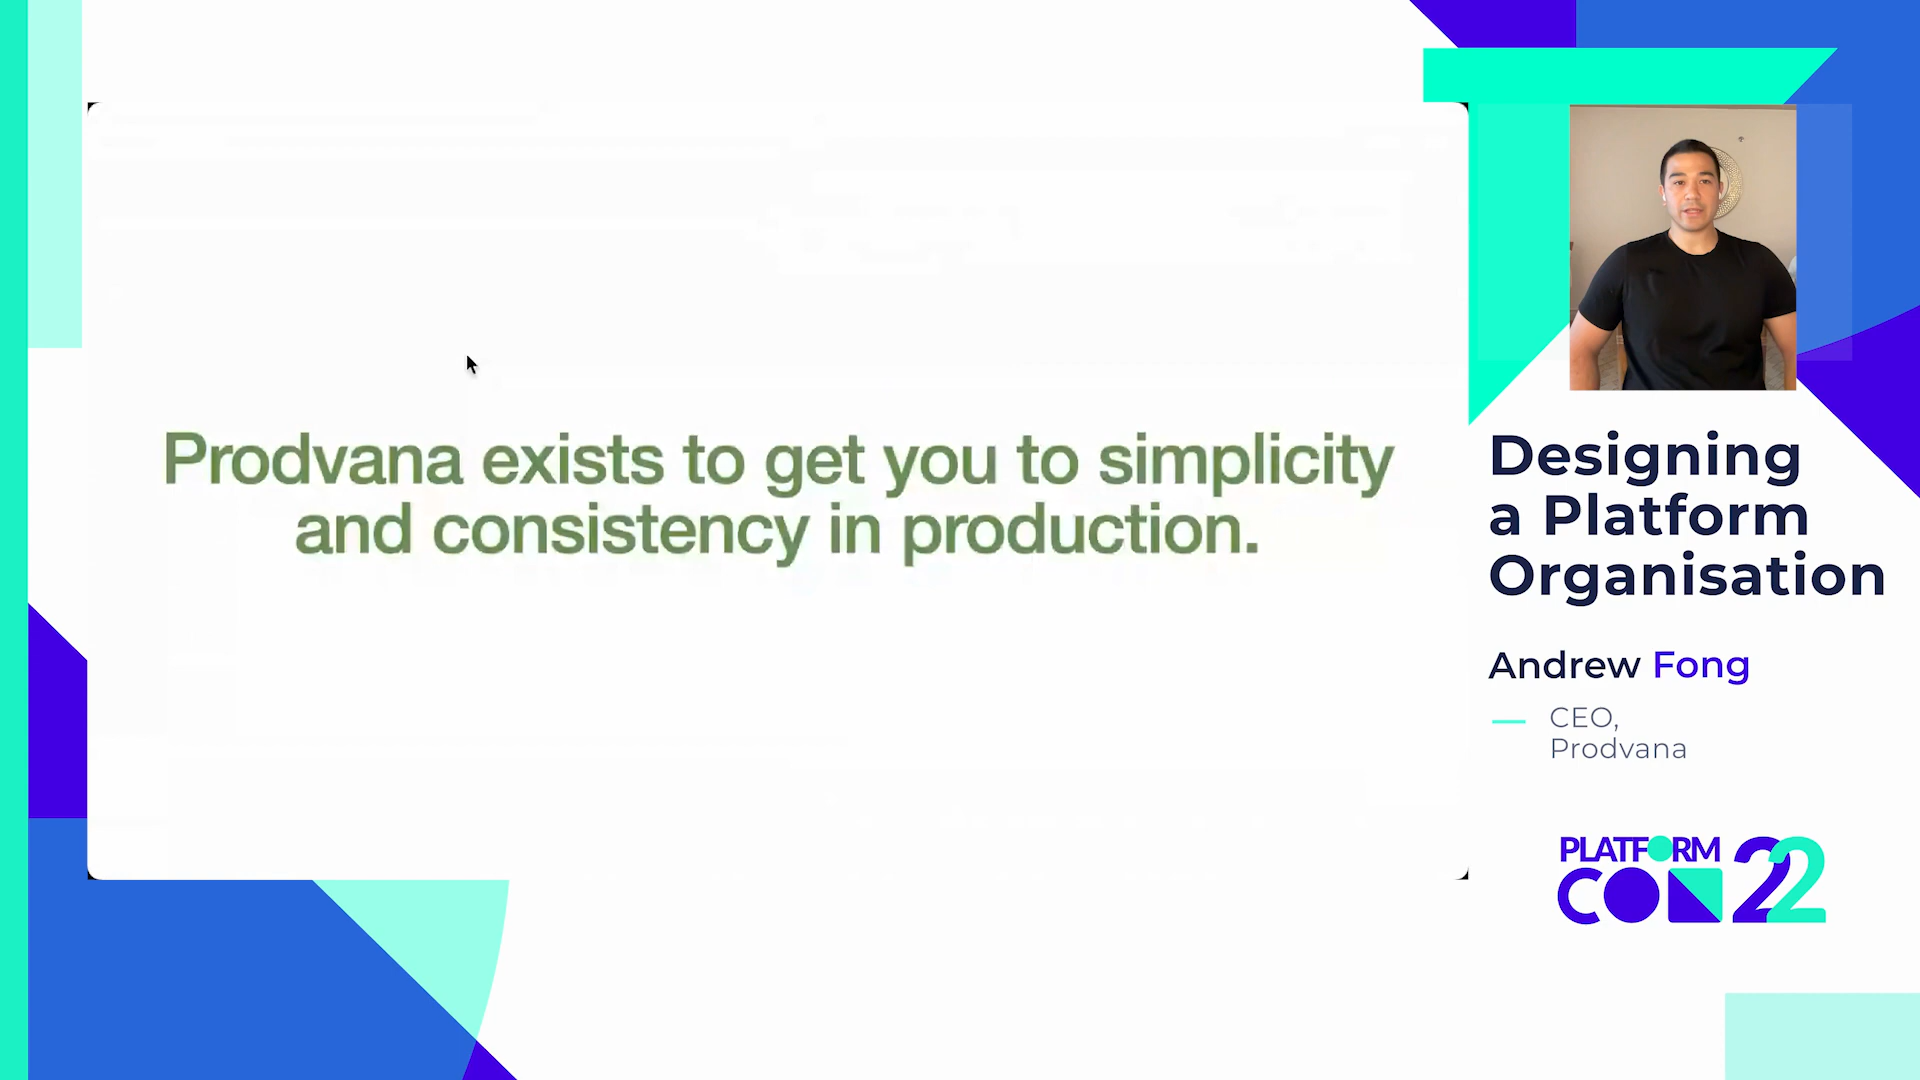 Prodvana exists to get you to simplicity
and consistency in production.
Designing
a Platform
Organisation
Andrew Fong
CEO,
Prodvana
PLATFORM
CON 22